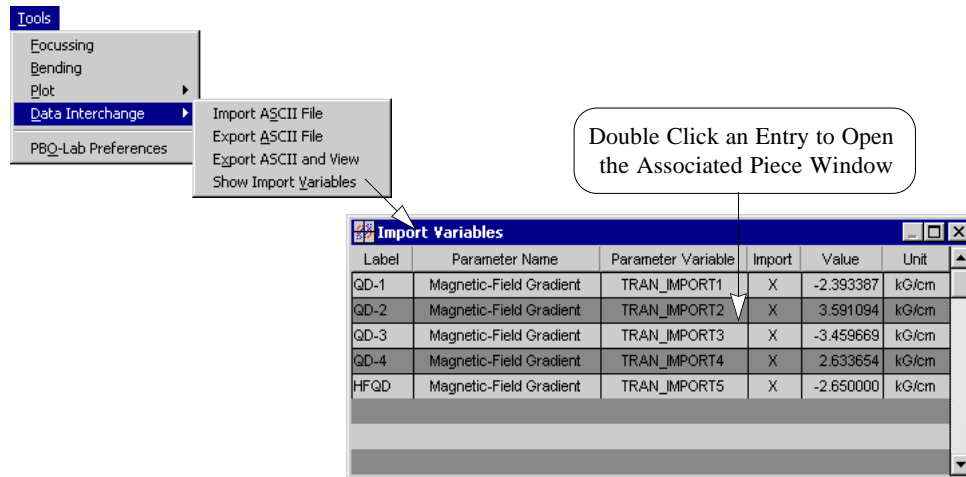 Tools
Focussing
Bending
Plot
Data Interchange
PBO-Lab Preferences
Import ASCII File
Export ASCII File
Export ASCII and View
Show Import Variables
Double Click an Entry to Open
the Associated Piece Window
Import Variables
Label Parameter Name Parameter Variable Import Value Unit
QD-1 Magnetic-Field Gradient TRAN_IMPORT1 X -2.393387 kG/cm
QD-2 Magnetic-Field Gradient TRAN_IMPORT2 X 3.591094 kG/cm
QD-3 Magnetic-Field Gradient TRAN_IMPORT3 X -3.459669 kG/cm
QD-4 Magnetic-Field Gradient TRAN_IMPORT4 X 2.633654 kG/cm
HFQD Magnetic-Field Gradient TRAN_IMPORT5 X -2.650000 kG/cm